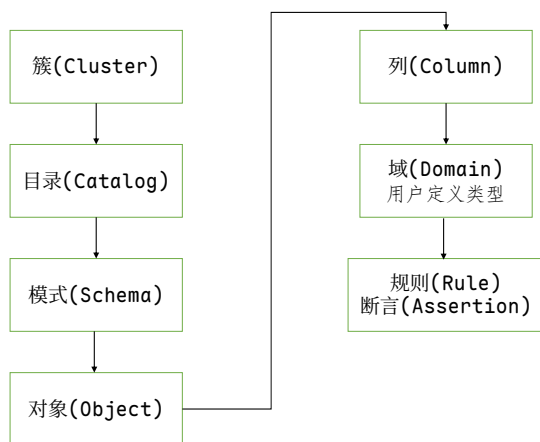 簇(Cluster)
目录(Catalog)
模式(Schema)
对象(Object)
列(Column)
域(Domain)
用户定义类型
规则(Rule)
断言(Assertion)